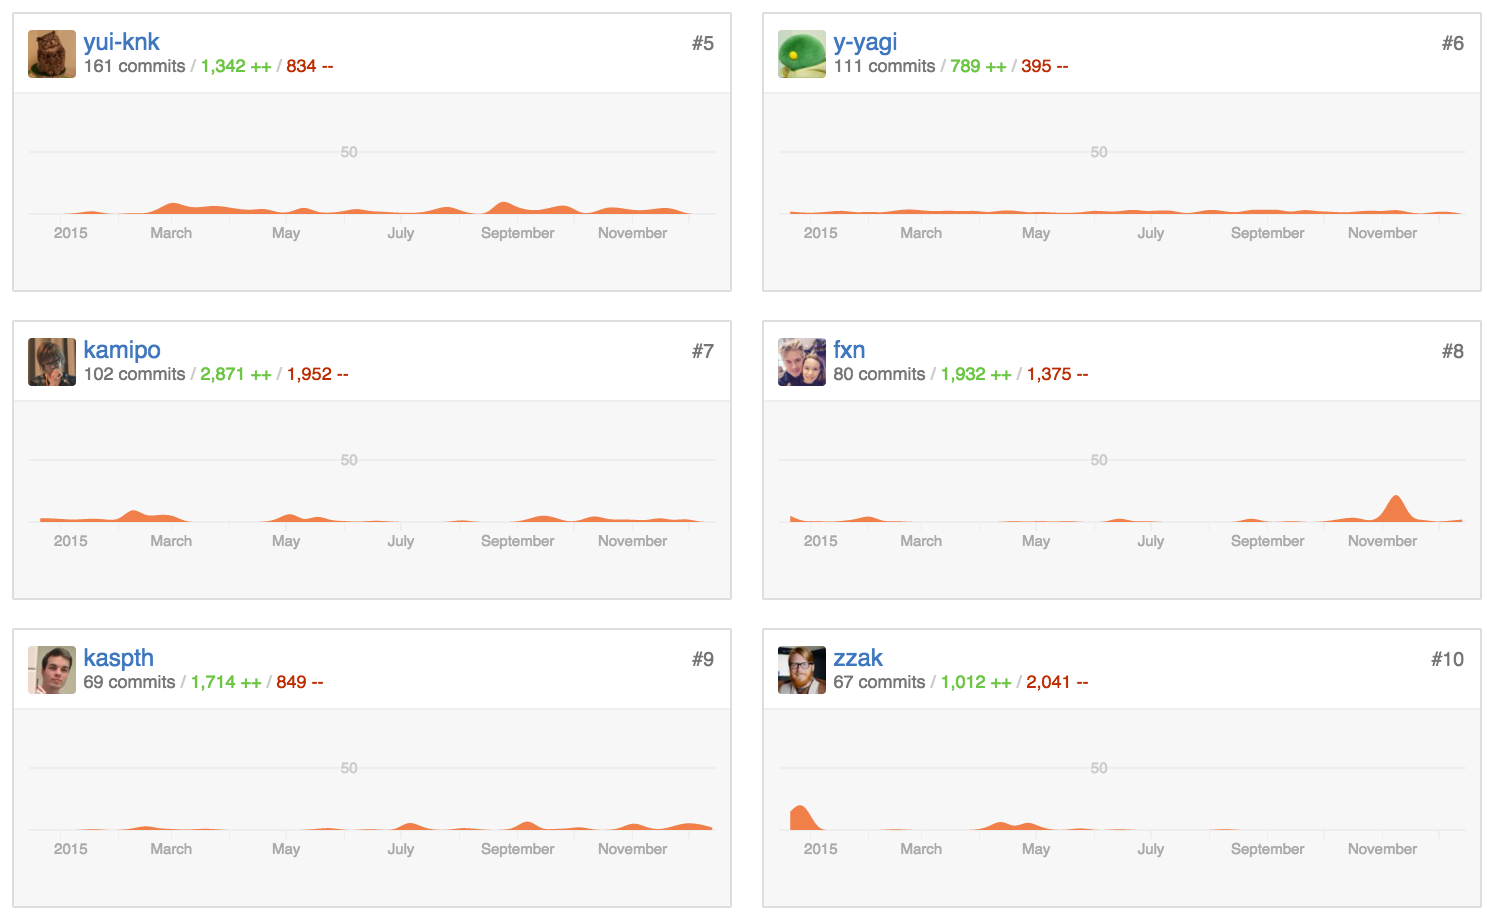 yui-knk #5
161 commits / 1,342 ++ / 834 --
50
2015 March May July September November
y-yagi #6
111 commits / 789 ++ / 395 --
50
2015 March May July September November
kamipo #7
102 commits / 2,871 ++ / 1,952 --
50
2015 March May July September November
fxn #8
80 commits / 1,932 ++ / 1,375 --
50
2015 March May July September November
kaspth #9
69 commits / 1,714 ++ / 849 --
50
2015 March May July September November
zzak #10
67 commits / 1,012 ++ / 2,041 --
50
2015 March May July September November